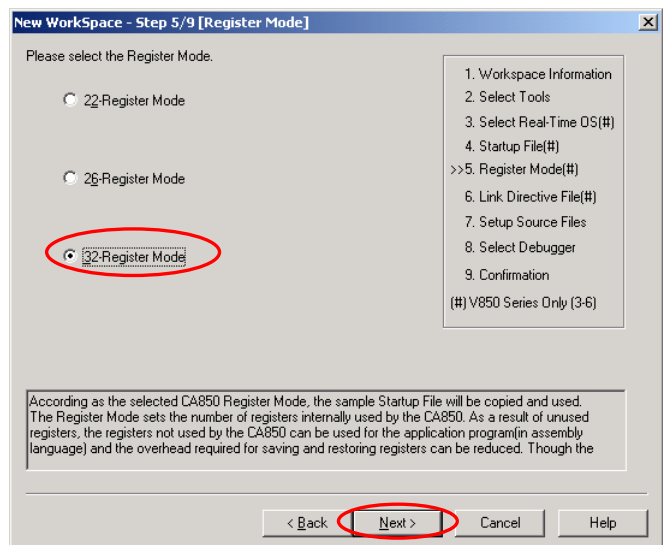 New WorkSpace - Step 5/9 [Register Mode]
Please select the Register Mode.
22-Register Mode
26-Register Mode
32-Register Mode
1. Workspace Information
2. Select Tools
3. Select Real-Time OS(#)
4. Startup File(#)
>>5. Register Mode(#)
6. Link Directive File(#)
7. Setup Source Files
8. Select Debugger
9. Confirmation
(#) V850 Series Only (3-6)
According as the selected CA850 Register Mode, the sample Startup File will be copied and used.
The Register Mode sets the number of registers internally used by the CA850. As a result of unused
registers, the registers not used by the CA850 can be used for the application program(in assembly
language) and the overhead required for saving and restoring registers can be reduced. Though the
< Back
Next >
Cancel
Help